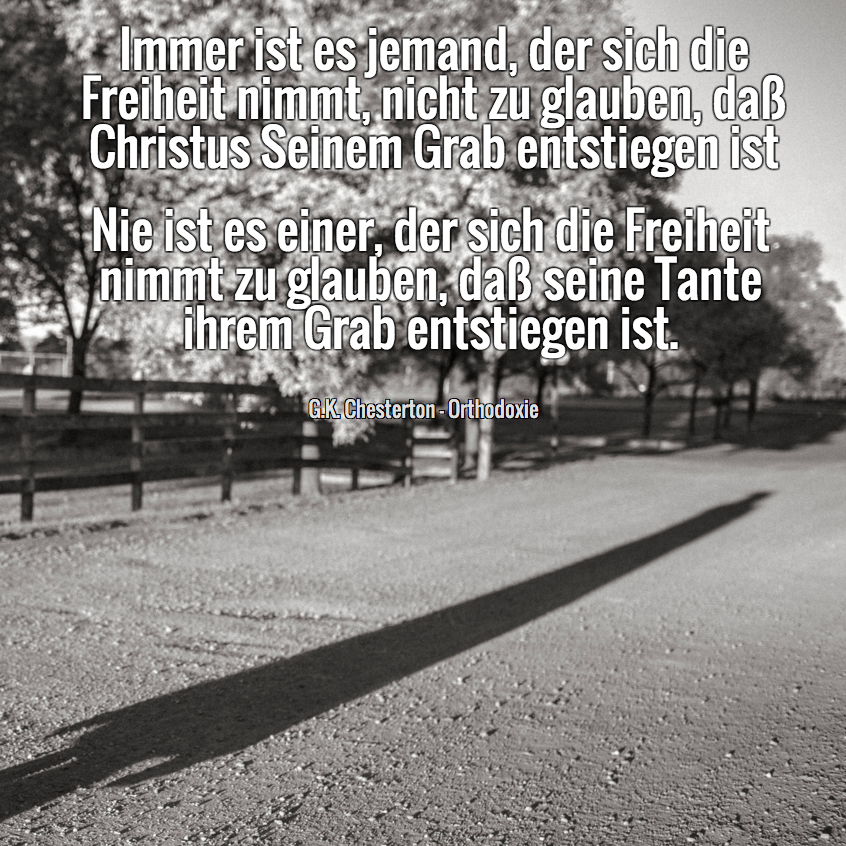 Immer ist es jemand, der sich die
Freiheit nimmt, nicht zu glauben, daß
Christus Seinem Grab entstiegen ist
Nie ist es einer, der sich die Freiheit
nimmt zu glauben, daß seine Tante
ihrem Grab entstiegen ist.
G.K. Chesterton - Orthodoxie